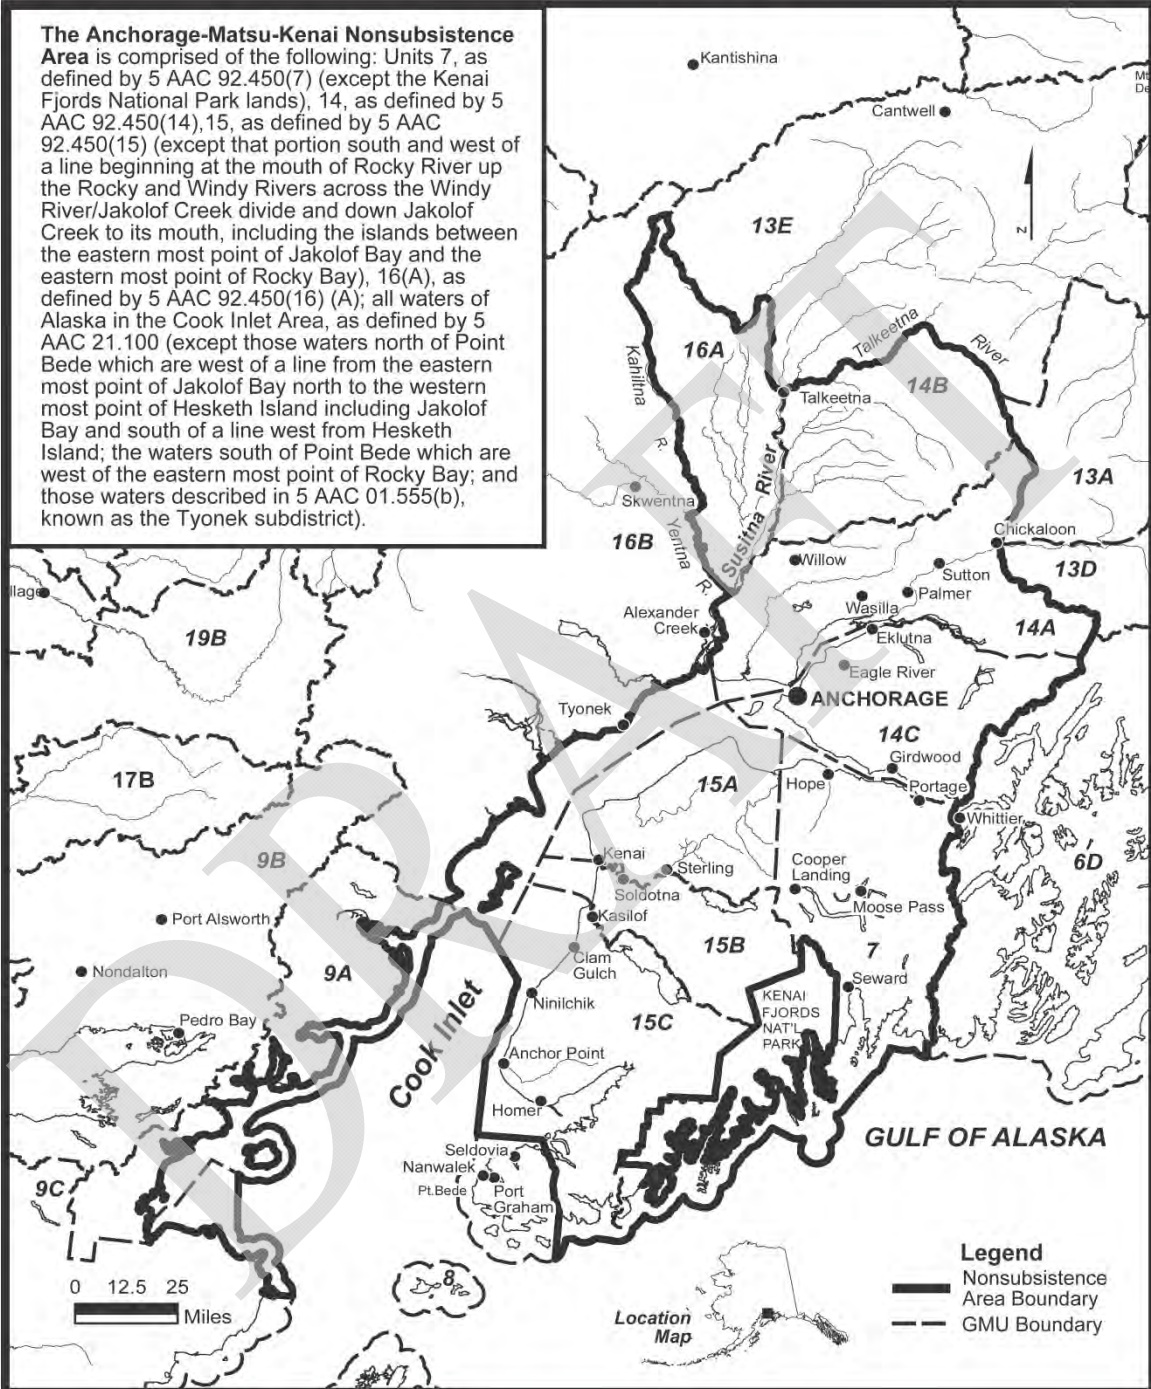 The Anchorage-Matsu-Kenai Nonsubsistence
Area is comprised of the following: Units 7, as
defined by 5 AAC 92.450(7) (except the Kenai
Fjords National Park lands), 14, as defined by 5
AAC 92.450(14),15, as defined by 5 AAC
92.450(15) (except that portion south and west of
a line beginning at the mouth of Rocky River up
the Rocky and Windy Rivers across the Windy
River/Jakolof Creek divide and down Jakolof
Creek to its mouth, including the islands between
the eastern most point of Jakolof Bay and the
eastern most point of Rocky Bay), 16(A), as
defined by 5 AAC 92.450(16) (A); all waters of
Alaska in the Cook Inlet Area, as defined by 5
AAC 21.100 (except those waters north of Point
Bede which are west of a line from the eastern
most point of Jakolof Bay north to the western
most point of Hesketh Island including Jakolof
Bay and south of a line west from Hesketh
Island; the waters south of Point Bede which are
west of the eastern most point of Rocky Bay; and
those waters described in 5 AAC 01.555(b),
known as the Tyonek subdistrict).
Kantishina
Mt
De
Cantwell
N
13E
16A
Kahiltna
R.
Talkeetna
River
14B
Talkeetna
13A
Skwentna
16B
Yentna
R.
Susitna River
Chickaloon
Willow
13D
Sutton
Palmer
Wasilla
Alexander
Creek
14A
Eklutna
Eagle River
llage
19B
Tyonek
ANCHORAGE
14C
Girdwood
17B
15A
Hope
Portage
Whittier
9B
Kenai
Sterling
Soldotna
Cooper
Landing
6D
Moose Pass
Port Alsworth
Kasilof
15B
7
Clam
Gulch
Nondalton
9A
Seward
Ninilchik
KENAI
FJORDS
NAT'L
PARK
Pedro Bay
15C
Cook Inlet
Anchor Point
Homer
GULF OF ALASKA
Seldovia
Nanwalek
Pt.Bede
Port
Graham
9C
8
0 12.5 25
Miles
Location
Map
Legend
Nonsubsistence
Area Boundary
GMU Boundary
DRAFT